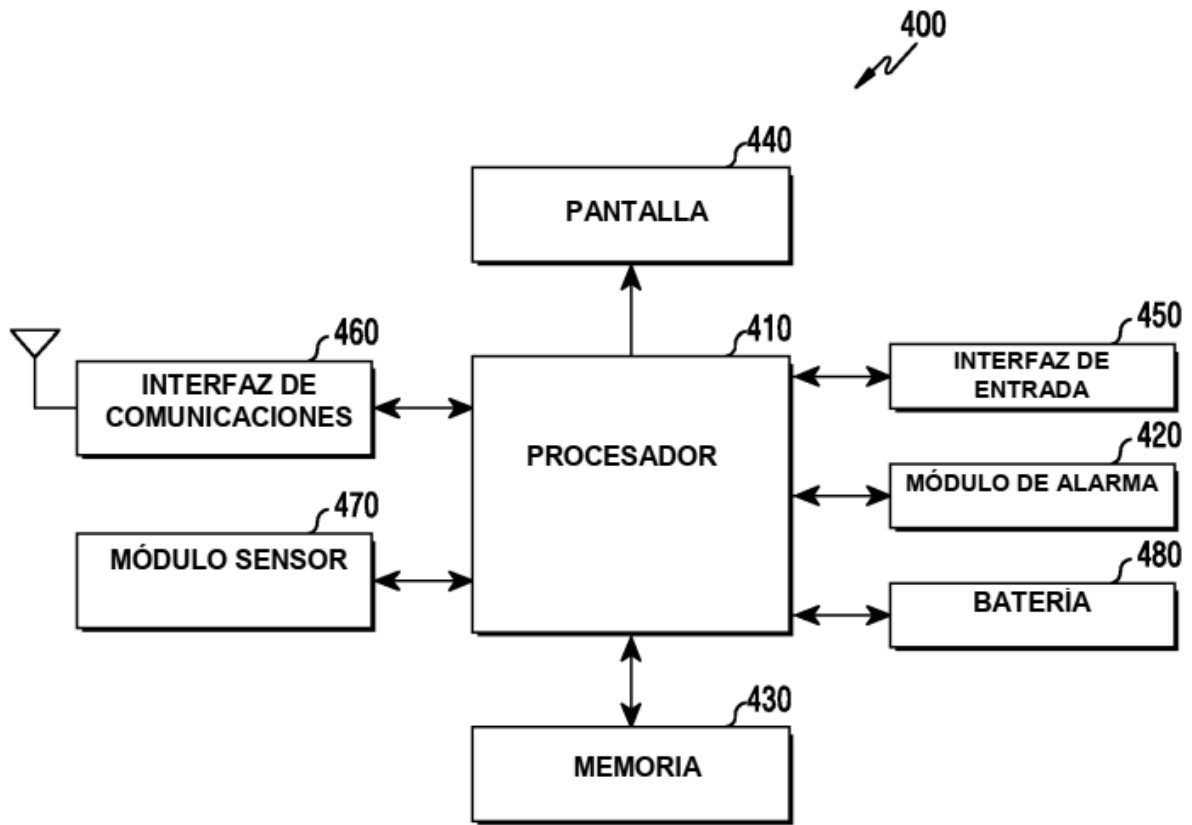 400
440
PANTALLA
460
410
450
INTERFAZ DE
COMUNICACIONES
PROCESADOR
INTERFAZ DE
ENTRADA
420
MÓDULO DE ALARMA
470
MÓDULO SENSOR
480
BATERÍA
430
MEMORIA